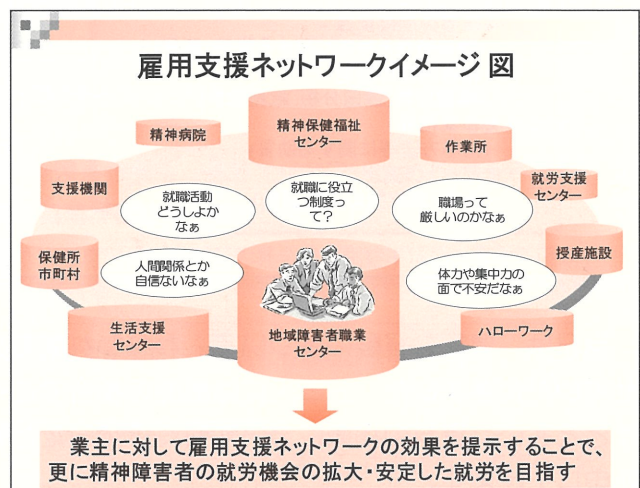 雇用支援ネットワークイメージ 図
精神保健福祉
センター
精神病院
作業所
支援機関
就労支援
センター
就職活動
どうしよか
なぁ
就職に役立
つ制度っ
て？
職場って
厳しいのかなぁ
保健所
市町村
授産施設
人間関係とか
自信ないなぁ
体力や集中力の
面で不安だなぁ
生活支援
センター
地域障害者職業
センター
ハローワーク
業主に対して雇用支援ネットワークの効果を提示することで、
更に精神障害者の就労機会の拡大・安定した就労を目指す